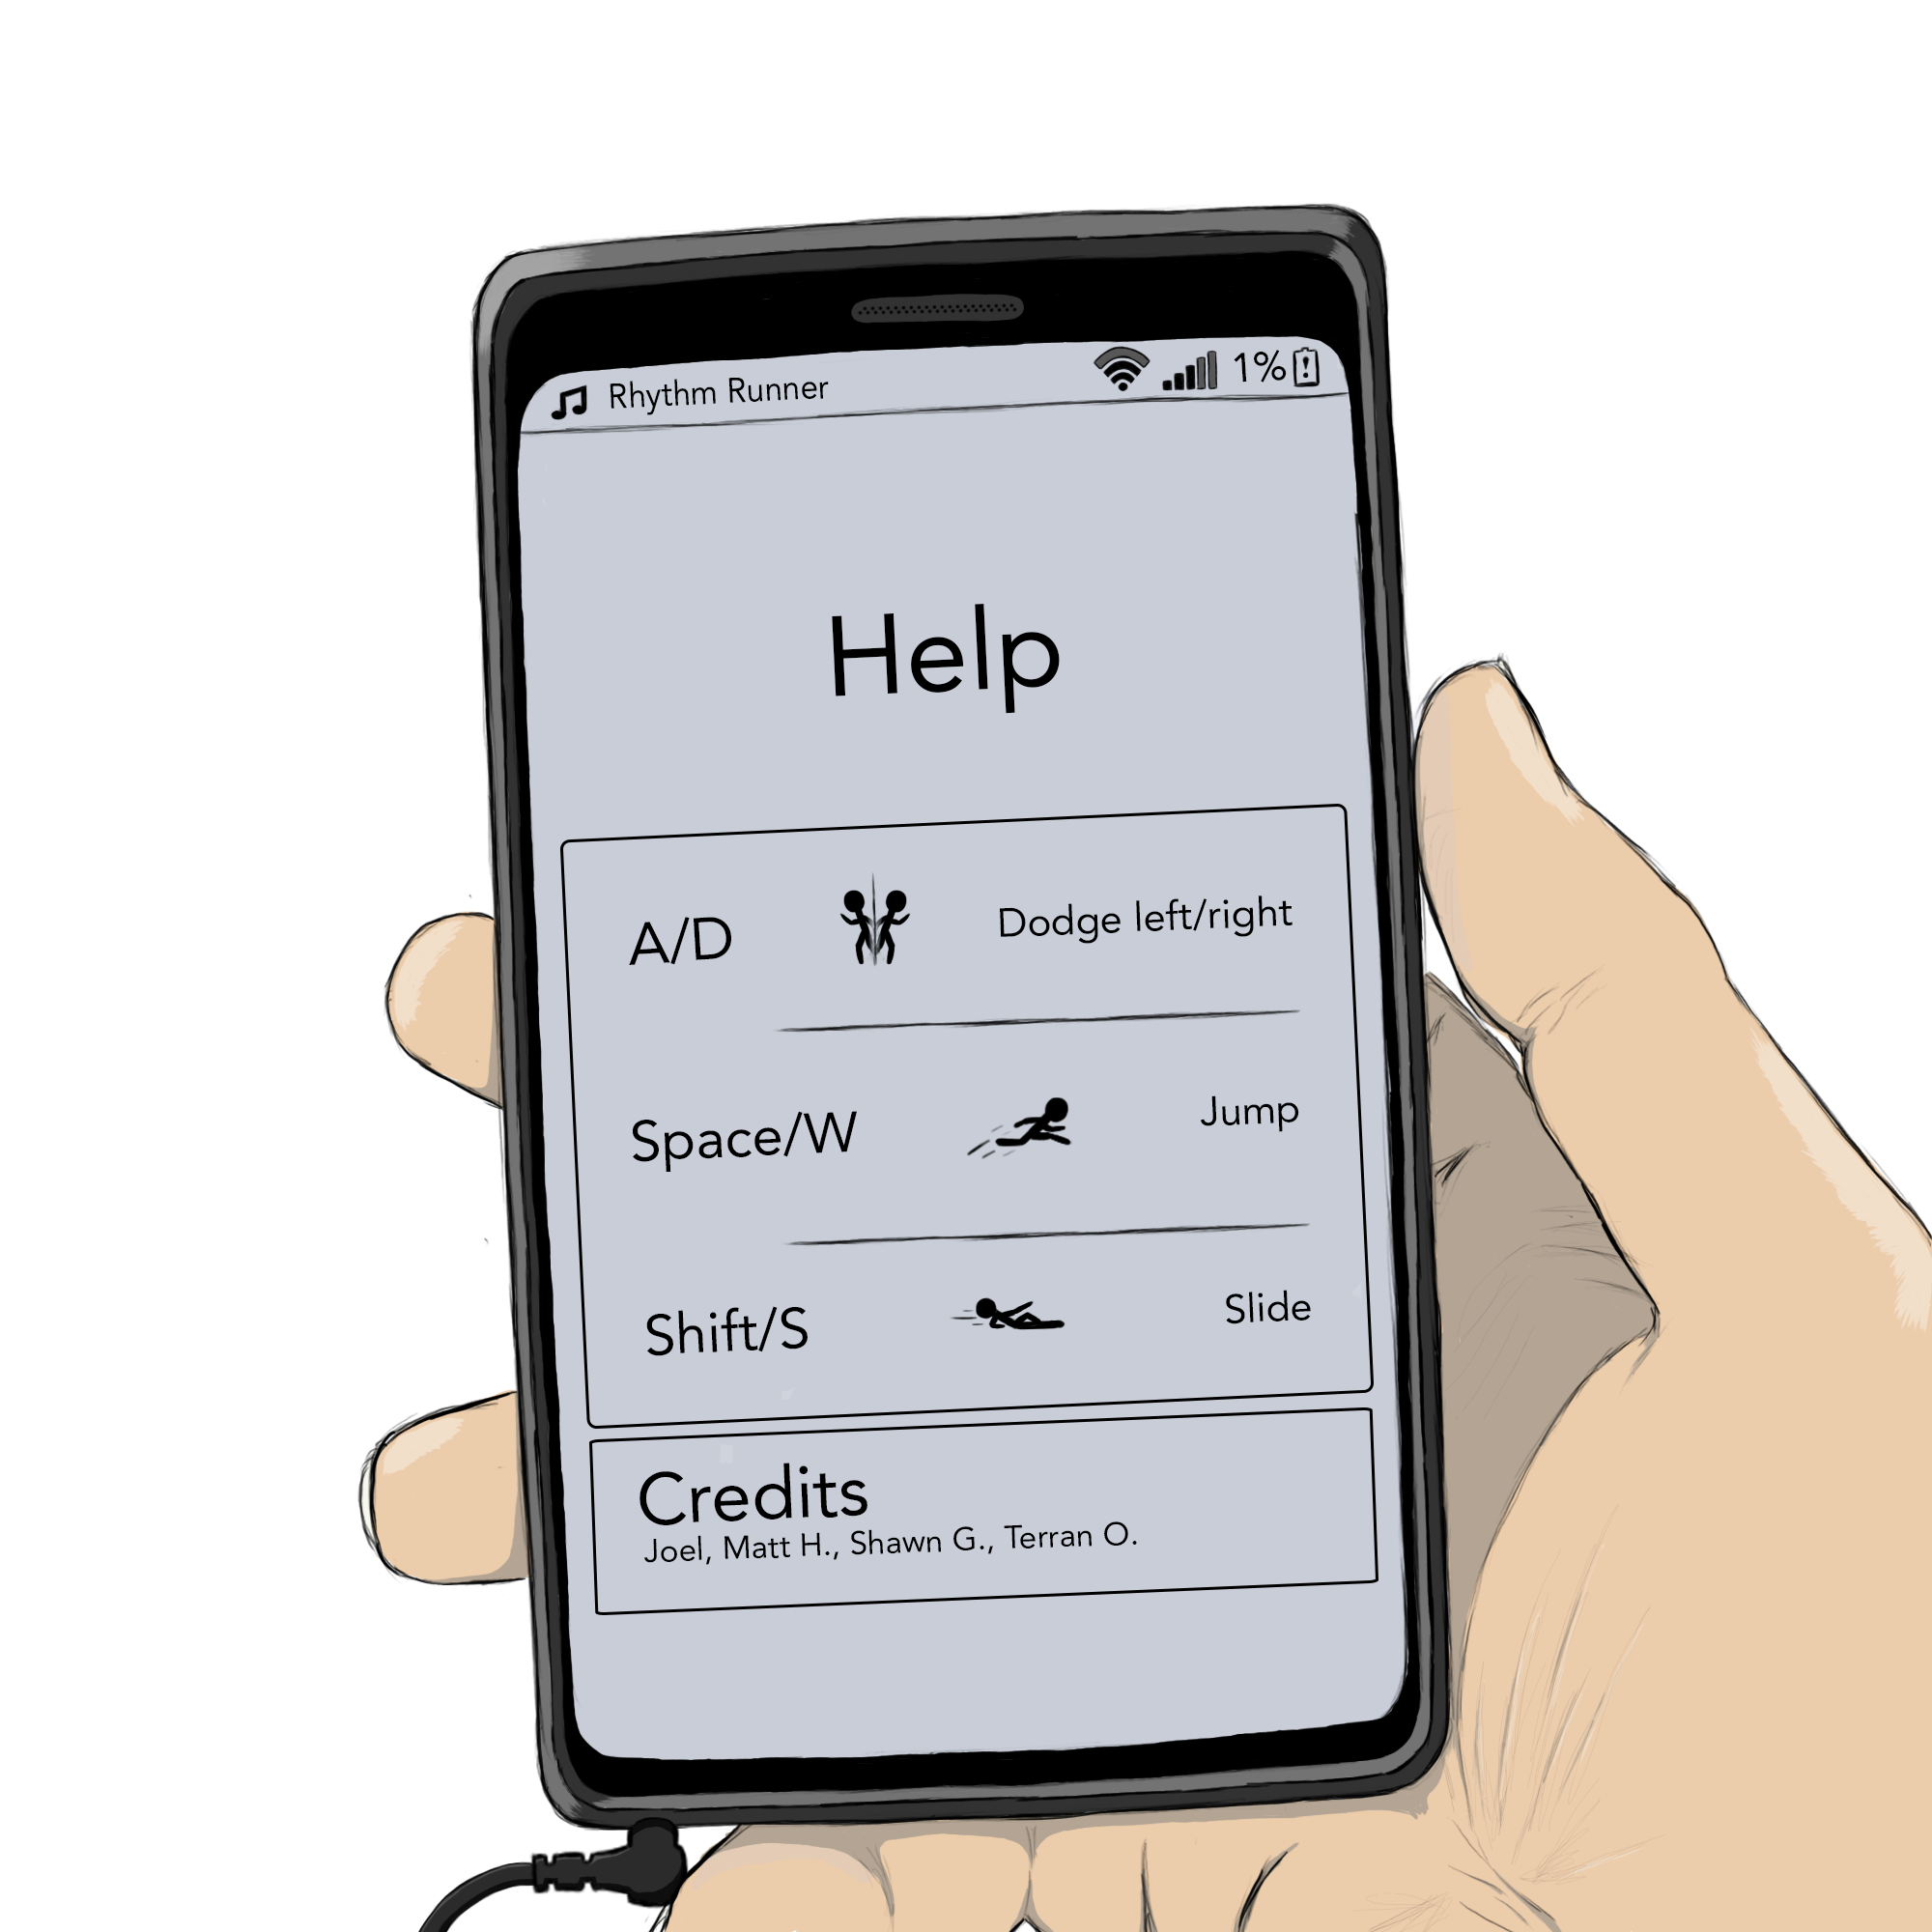 Rhythm Runner 1%
Help
A/D Dodge left/right
Space/W Jump
Shift/S Slide
Credits
Joel, Matt H., Shawn G., Terran O.